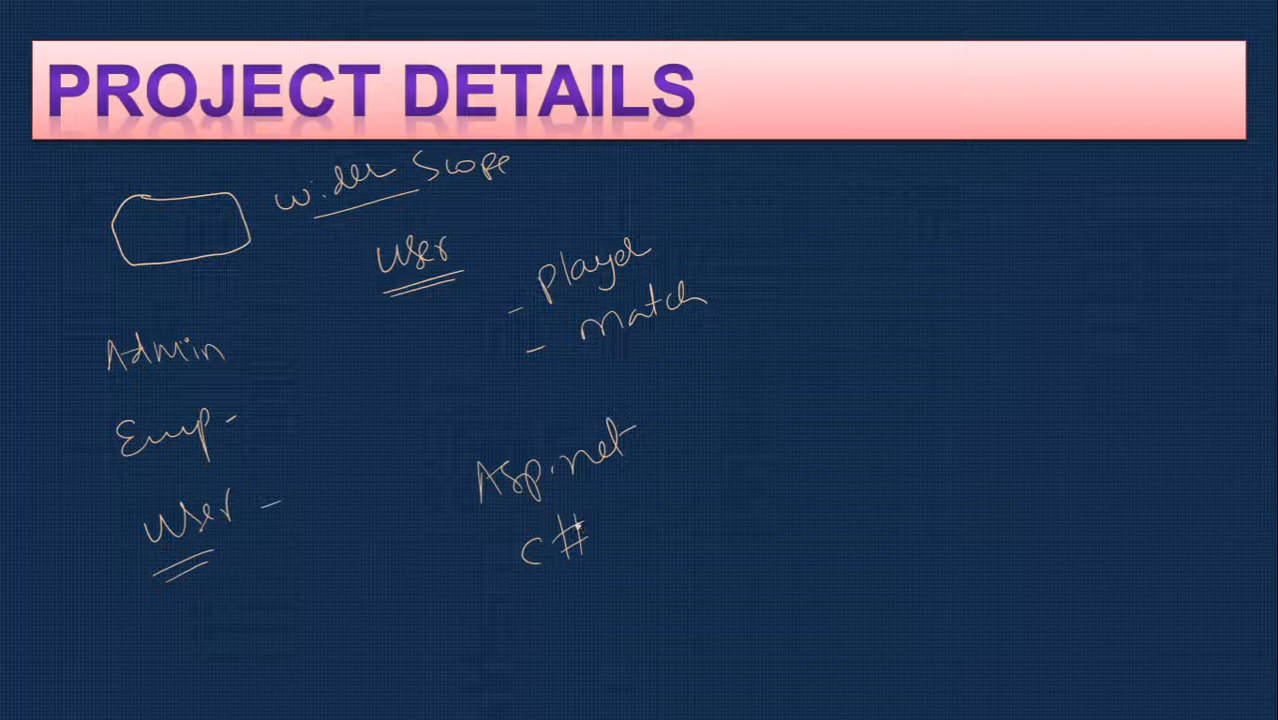 PROJECT DETAILS
Wider Scope
User
- Player
- Match
Admin
Emp -
User -
Asp.net
C#